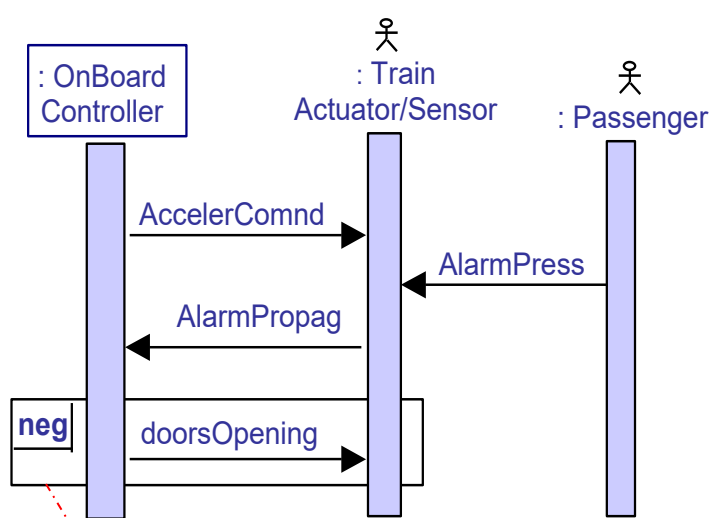 : OnBoard
Controller
: Train
Actuator/Sensor
: Passenger
AccelerComnd
AlarmPress
AlarmPropag
neg
doorsOpening